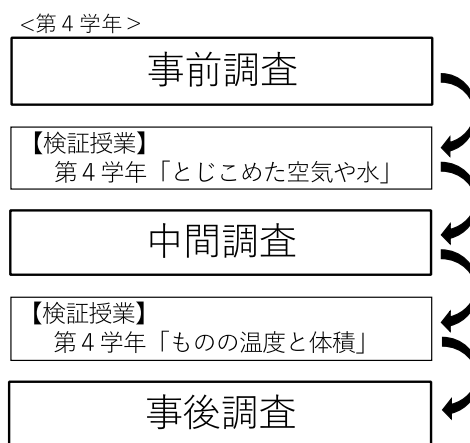 <第４学年>
事前調査
【検証授業】
第４学年「とじこめた空気や水」
中間調査
【検証授業】
第４学年「ものの温度と体積」
事後調査